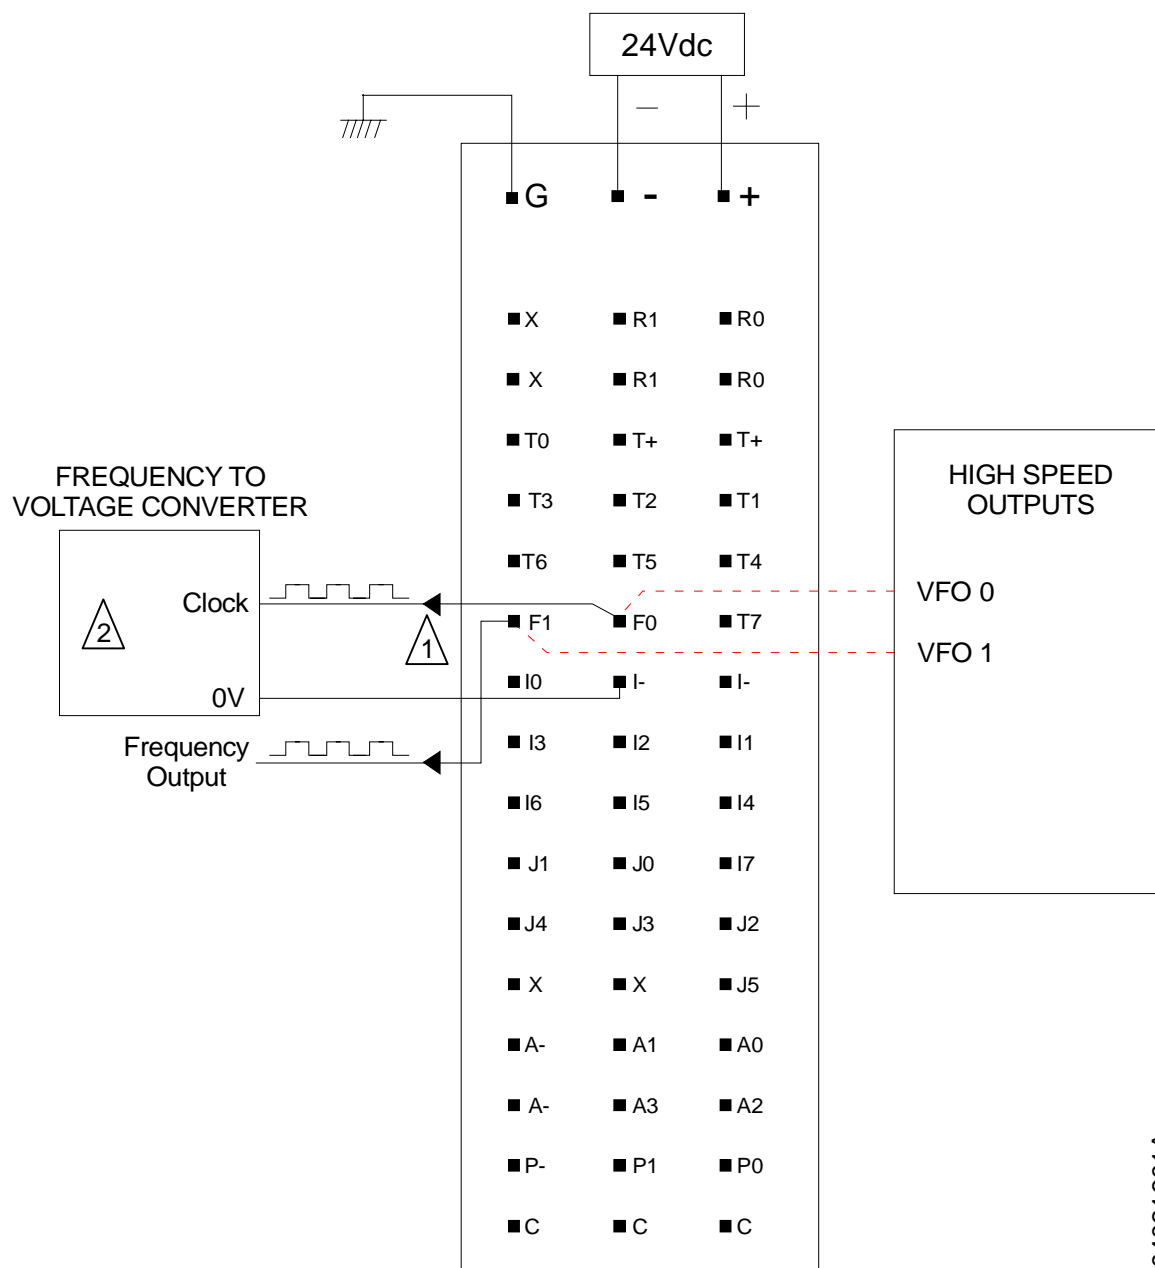 24Vdc
— +
G - +
X R1 R0
X R1 R0
T0 T+ T+
T3 T2 T1
T6 T5 T4
F1 F0 T7
I0 I- I-
I3 I2 I1
I6 I5 I4
J1 J0 I7
J4 J3 J2
X X J5
A- A1 A0
A- A3 A2
P- P1 P0
C C C
FREQUENCY TO
VOLTAGE CONVERTER
Clock
2
1
0V
Frequency
Output
HIGH SPEED
OUTPUTS
VFO 0
VFO 1